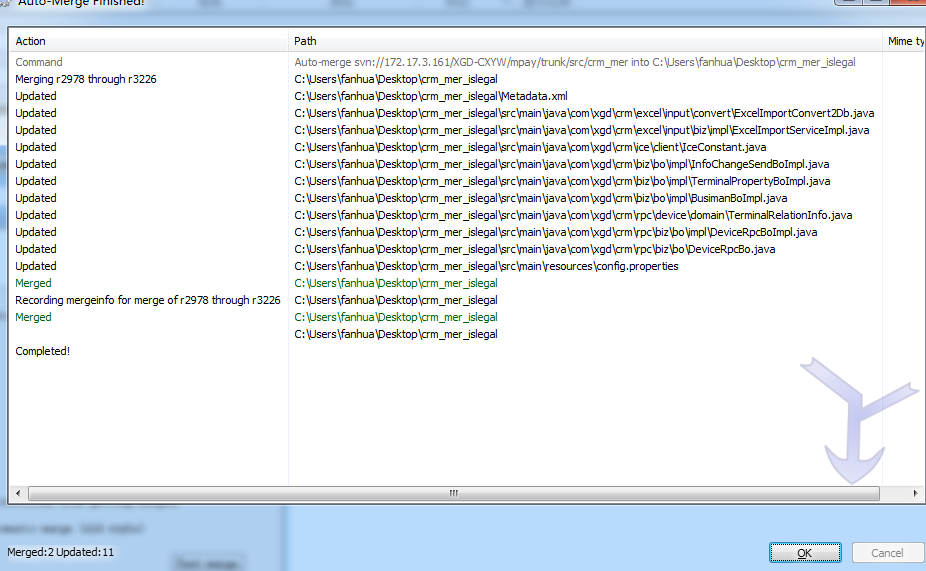 Auto-Merge Finished!
Action Path Mime ty
Command Auto-merge svn://172.17.3.161/XGD-CXYW/mpay/trunk/src/crm_mer into C:\Users\fanhua\Desktop\crm_mer_islegal
Merging r2978 through r3226 C:\Users\fanhua\Desktop\crm_mer_islegal
Updated C:\Users\fanhua\Desktop\crm_mer_islegal\Metadata.xml
Updated C:\Users\fanhua\Desktop\crm_mer_islegal\src\main\java\com\xgd\crm\excel\input\convert\ExcelImportConvert2Db.java
Updated C:\Users\fanhua\Desktop\crm_mer_islegal\src\main\java\com\xgd\crm\excel\input\biz\impl\ExcelImportServiceImpl.java
Updated C:\Users\fanhua\Desktop\crm_mer_islegal\src\main\java\com\xgd\crm\ice\client\IceConstant.java
Updated C:\Users\fanhua\Desktop\crm_mer_islegal\src\main\java\com\xgd\crm\biz\bo\impl\InfoChangeSendBoImpl.java
Updated C:\Users\fanhua\Desktop\crm_mer_islegal\src\main\java\com\xgd\crm\biz\bo\impl\TerminalPropertyBoImpl.java
Updated C:\Users\fanhua\Desktop\crm_mer_islegal\src\main\java\com\xgd\crm\biz\bo\impl\BusimanBoImpl.java
Updated C:\Users\fanhua\Desktop\crm_mer_islegal\src\main\java\com\xgd\crm\rpc\device\domain\TerminalRelationInfo.java
Updated C:\Users\fanhua\Desktop\crm_mer_islegal\src\main\java\com\xgd\crm\rpc\biz\bo\impl\DeviceRpcBoImpl.java
Updated C:\Users\fanhua\Desktop\crm_mer_islegal\src\main\java\com\xgd\crm\rpc\biz\bo\DeviceRpcBo.java
Updated C:\Users\fanhua\Desktop\crm_mer_islegal\src\main\resources\config.properties
Merged C:\Users\fanhua\Desktop\crm_mer_islegal
Recording mergeinfo for merge of r2978 through r3226 C:\Users\fanhua\Desktop\crm_mer_islegal
Merged C:\Users\fanhua\Desktop\crm_mer_islegal
C:\Users\fanhua\Desktop\crm_mer_islegal
Completed!
Merged:2 Updated:11
OK Cancel